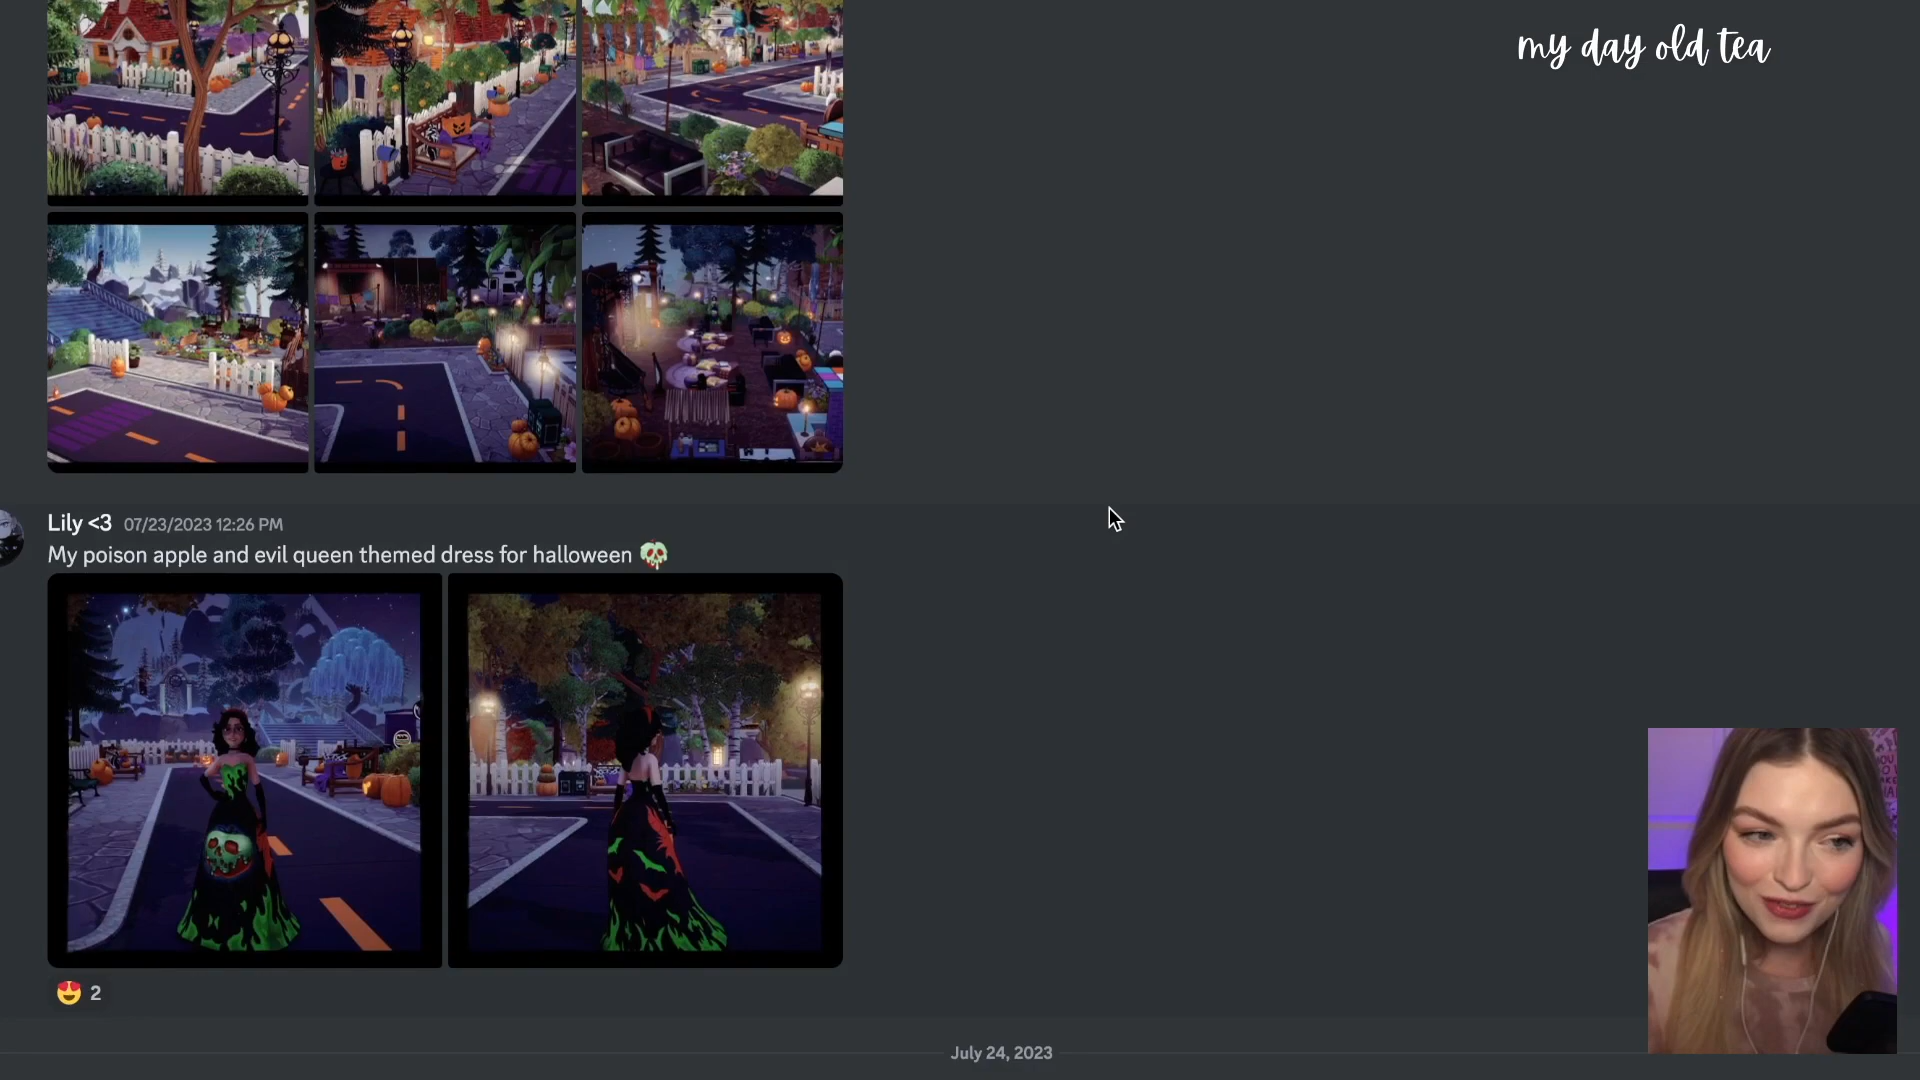 my day old tea
Lily <3 07/23/2023 12:26 PM
My poison apple and evil queen themed dress for halloween
2
July 24, 2023